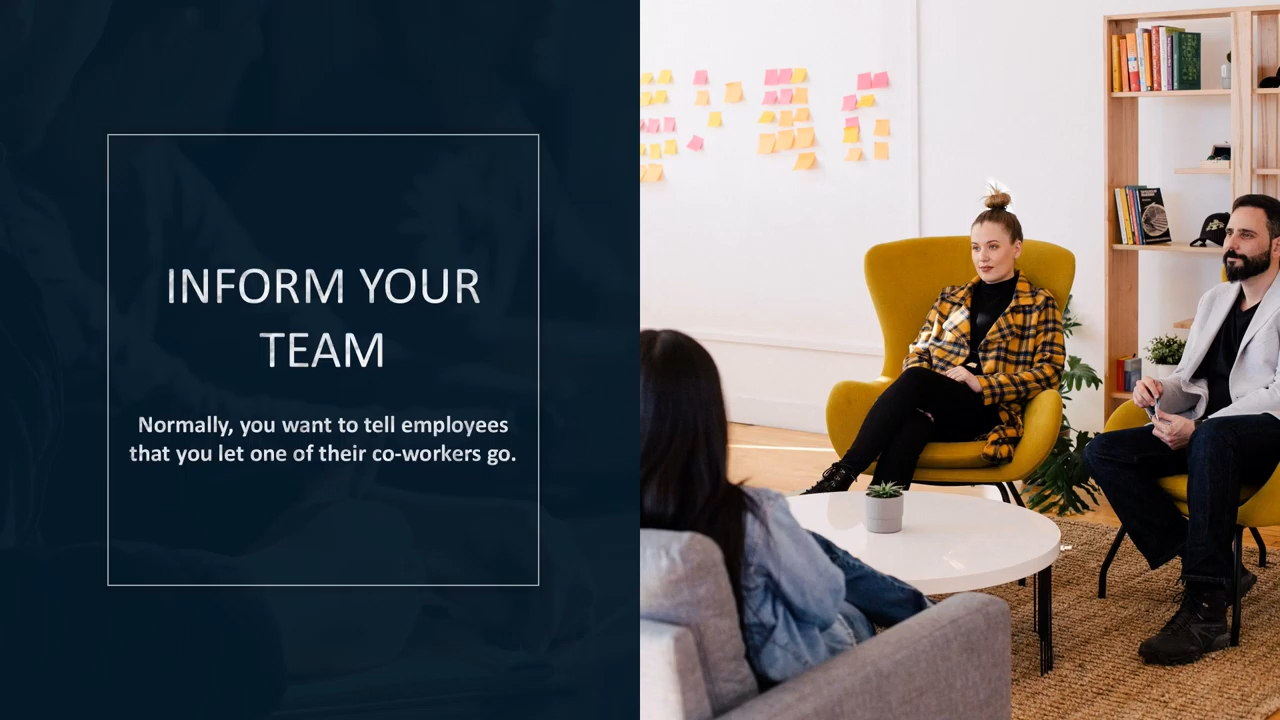 INFORM YOUR
TEAM
Normally, you want to tell employees
that you let one of their co-workers go.